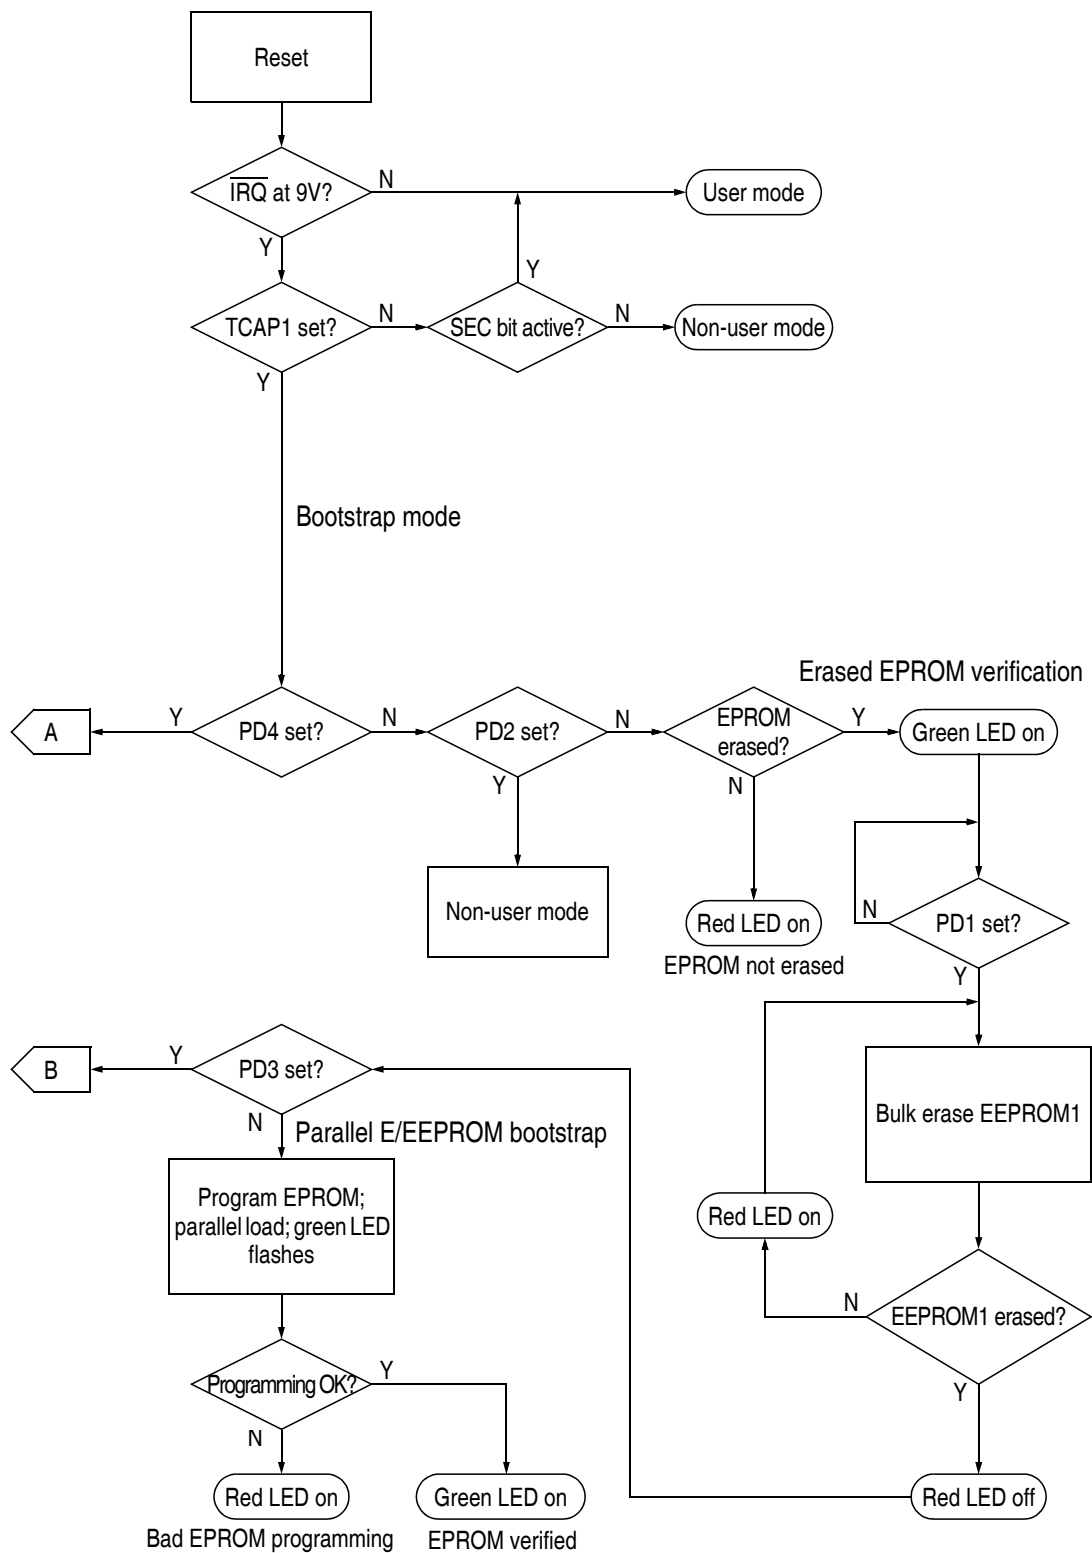 Reset
IRQ at 9V?
N
User mode
Y
Y
TCAP1 set?
N
SEC bit active?
N
Non-user mode
Y
Bootstrap mode
Erased EPROM verification
A
Y
PD4 set?
N
PD2 set?
N
EPROM
erased?
Y
Green LED on
Y
N
Non-user mode
Red LED on
EPROM not erased
N
PD1 set?
Y
B
Y
PD3 set?
N
Parallel E/EEPROM bootstrap
Bulk erase EEPROM1
Program EPROM;
parallel load; green LED
flashes
Red LED on
N
EEPROM1 erased?
Programming OK?
Y
Y
N
Red LED on
Bad EPROM programming
Green LED on
EPROM verified
Red LED off